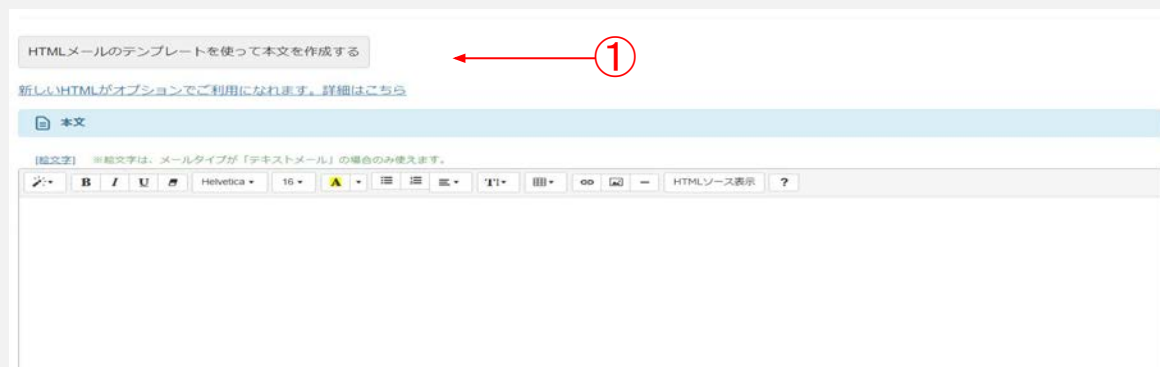 HTMLメールのテンプレートを使って本文を作成する
①
新しいHTMLがオプションでご利用になれます。詳細はこちら
本文
[絵文字] ※絵文字は、メールタイプが「テキストメール」の場合のみ使えます。
B I U Helvetica 16 A T I HTMLソース表示 ?